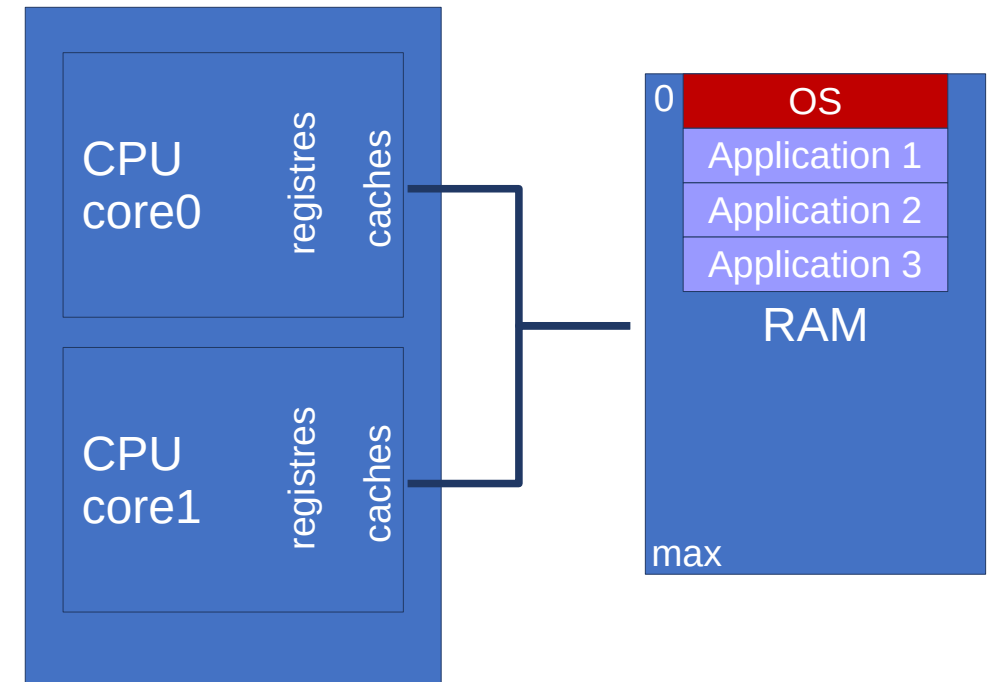 CPU
core0
registres
caches
CPU
core1
registres
caches
0
OS
Application 1
Application 2
Application 3
RAM
max